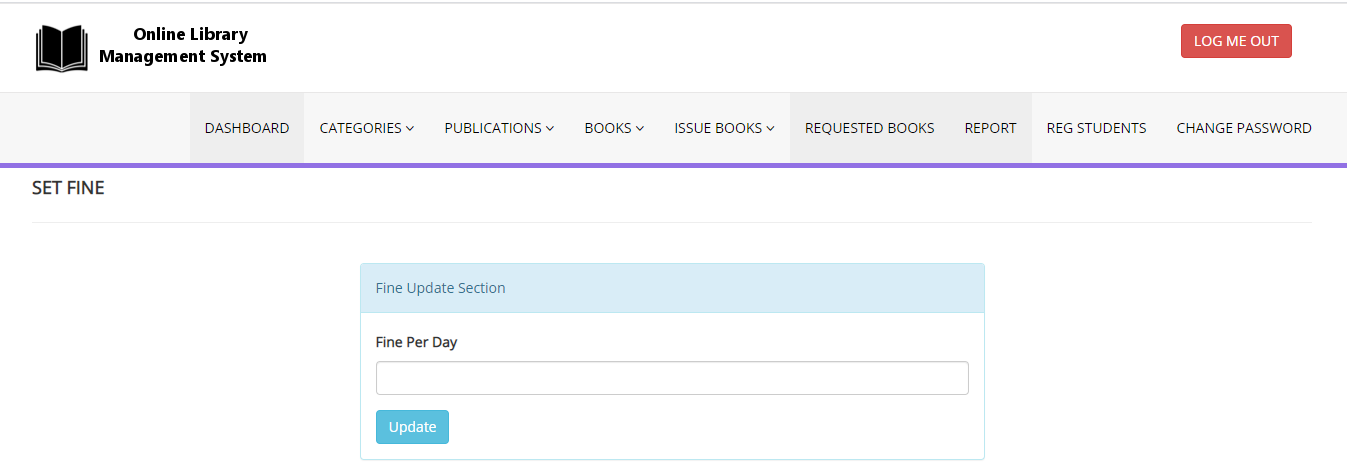 Online Library
Management System
LOG ME OUT
DASHBOARD CATEGORIES PUBLICATIONS BOOKS ISSUE BOOKS REQUESTED BOOKS REPORT REG STUDENTS CHANGE PASSWORD
SET FINE
Fine Update Section
Fine Per Day
Update